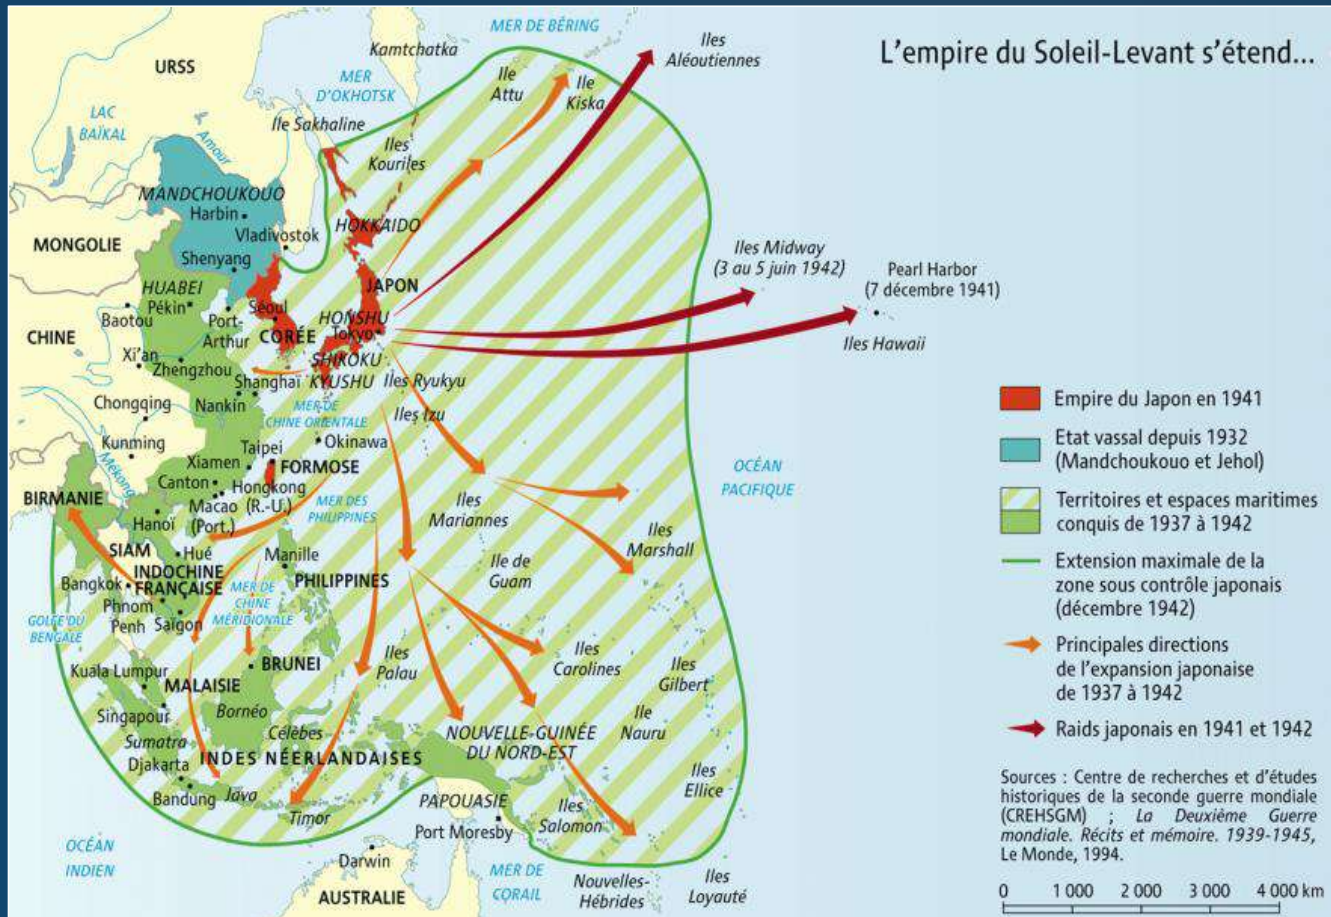 L'empire du Soleil-Levant s'étend...
MER DE BÉRING
Kamtchatka
Iles
Aléoutiennes
URSS
MER
D'OKHOTSK
Ile
Attu
Ile
Kiska
LAC
BAÏKAL
Amour
Ile Sakhaline
Iles
Kouriles
MANDCHOUKOUO
Harbin
HOKKAIDO
MONGOLIE
Vladivostok
Shenyang
Iles Midway
(3 au 5 juin 1942)
Pearl Harbor
(7 décembre 1941)
JAPON
HUABEI
Pékin
Séoul
HONSHU
Baotou
Port-
Arthur
CORÉE
Tokyo
CHINE
Iles Hawaii
Xi'an
Zhengzhou
SHIKOKU
KYUSHU
Iles Ryukyu
Shanghaï
Nankin
Chongqing
MER DE
CHINE ORIENTALE
Iles Izu
Kunming
Okinawa
Mékong
Taipei
Xiamen
FORMOSE
Canton
BIRMANIE
Hongkong
(R.-U.)
Macao
(Port.)
MER DES
PHILIPPINES
Iles
Mariannes
OCÉAN
PACIFIQUE
Hanoï
Iles
Marshall
SIAM
Hué
Manille
Ile de
Guam
INDOCHINE
FRANÇAISE
Bangkok
PHILIPPINES
Phnom
Penh
MER DE
CHINE
MÉRIDIONALE
Saïgon
GOLFE DU
BENGALE
Iles
Palau
Iles
Carolines
BRUNEI
Kuala Lumpur
MALAISIE
Iles
Gilbert
Singapour
Bornéo
Ile
Nauru
Sumatra
Célèbes
NOUVELLE-GUINÉE
DU NORD-EST
INDES NÉERLANDAISES
Djakarta
Bandung
Java
Iles
Ellice
Timor
PAPOUASIE
Port Moresby
Iles
Salomon
OCÉAN
INDIEN
Darwin
AUSTRALIE
MER DE
CORAIL
Nouvelles-
Hébrides
Iles
Loyauté
Empire du Japon en 1941
Etat vassal depuis 1932
(Mandchoukouo et Jehol)
Territoires et espaces maritimes
conquis de 1937 à 1942
Extension maximale de la
zone sous contrôle japonais
(décembre 1942)
Principales directions
de l'expansion japonaise
de 1937 à 1942
Raids japonais en 1941 et 1942
Sources : Centre de recherches et d'études
historiques de la seconde guerre mondiale
(CREHSGM) ; La Deuxième Guerre
mondiale. Récits et mémoire. 1939-1945,
Le Monde, 1994.
0 1 000 2 000 3 000 4 000 km